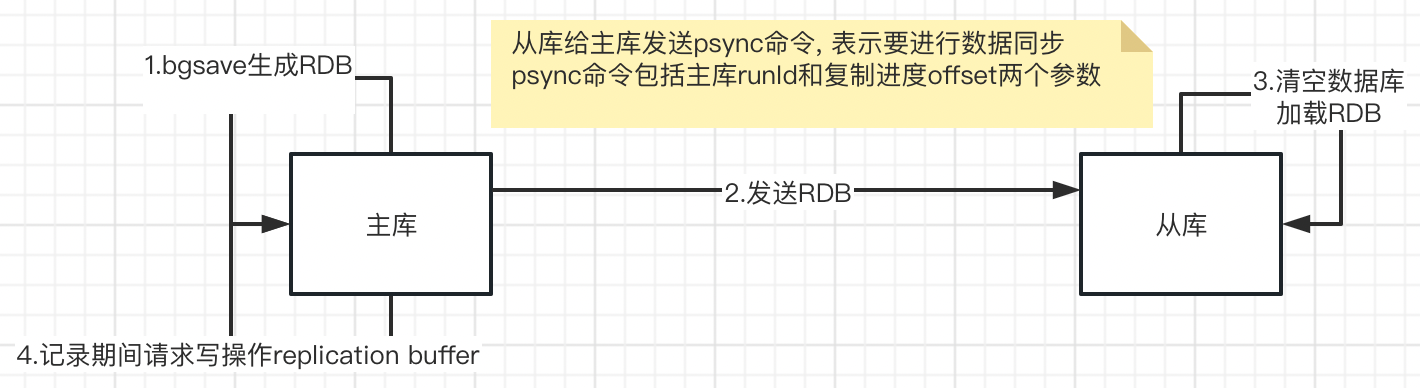 从库给主库发送psync命令, 表示要进行数据同步
psync命令包括主库runId和复制进度offset两个参数
1.bgsave生成RDB
3.清空数据库
加载RDB
2.发送RDB
主库
从库
4.记录期间请求写操作replication buffer